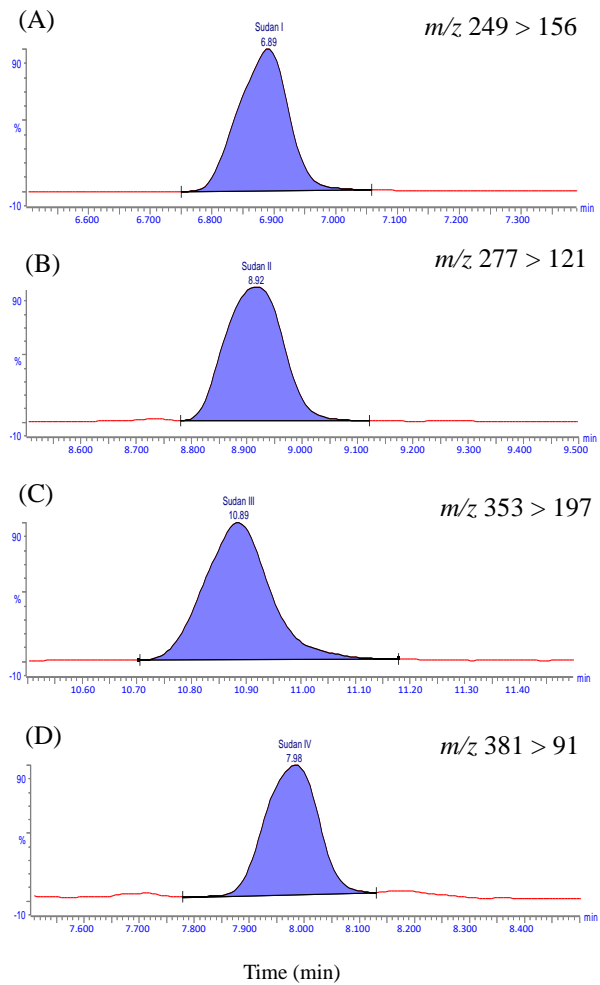 (A)
Sudan I
6.89
m/z 249 > 156
90
%
-10
6.600 6.700 6.800 6.900 7.000 7.100 7.200 7.300 min
(B)
Sudan II
8.92
m/z 277 > 121
90
%
-10
8.600 8.700 8.800 8.900 9.000 9.100 9.200 9.300 9.400 9.500
min
(C)
Sudan III
10.89
m/z 353 > 197
90
%
-10
10.60 10.70 10.80 10.90 11.00 11.10 11.20 11.30 11.40 min
(D)
Sudan IV
7.98
m/z 381 > 91
90
%
-10
7.600 7.700 7.800 7.900 8.000 8.100 8.200 8.300 8.400 min
Time (min)